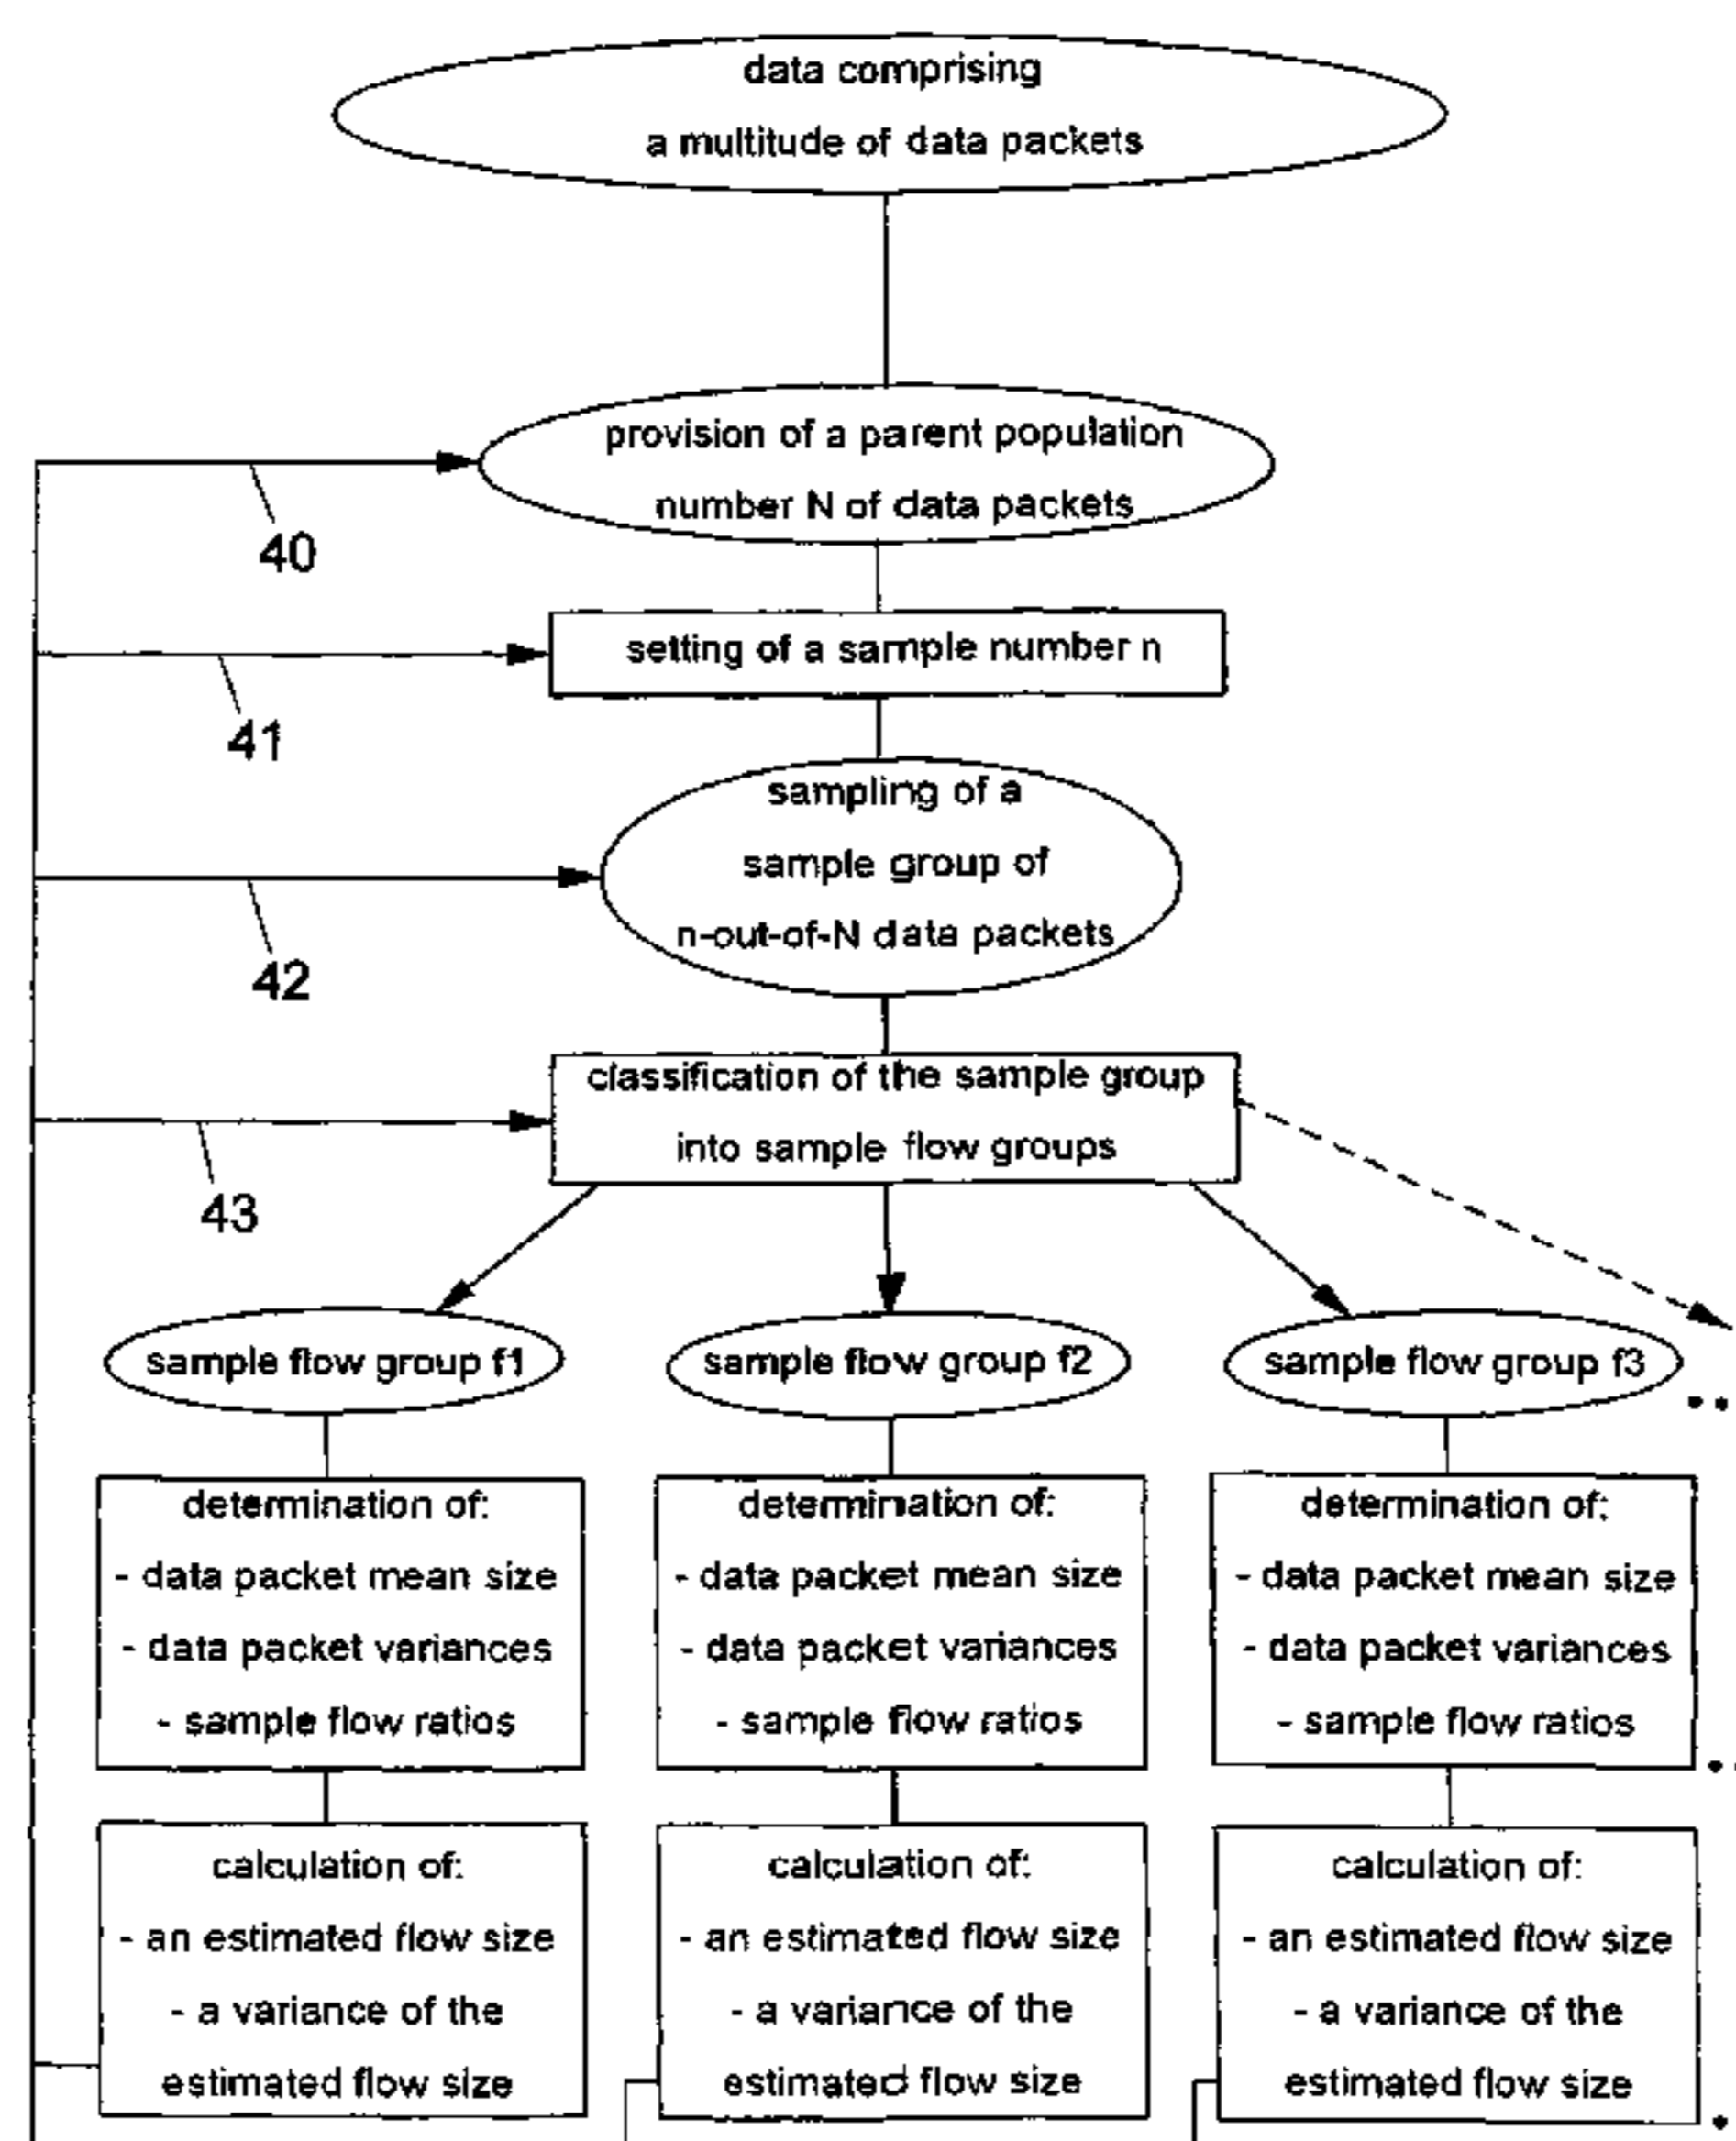 data comprising
a multitude of data packets
provision of a parent population
number N of data packets
40
setting of a sample number n
41
sampling of a
sample group of
n-out-of-N data packets
42
classification of the sample group
into sample flow groups
43
sample flow group f1
sample flow group f2
sample flow group f3
determination of:
- data packet mean size
- data packet variances
- sample flow ratios
determination of:
- data packet mean size
- data packet variances
- sample flow ratios
determination of:
- data packet mean size
- data packet variances
- sample flow ratios
calculation of:
- an estimated flow size
- a variance of the
estimated flow size
calculation of:
- an estimated flow size
- a variance of the
estimated flow size
calculation of:
- an estimated flow size
- a variance of the
estimated flow size